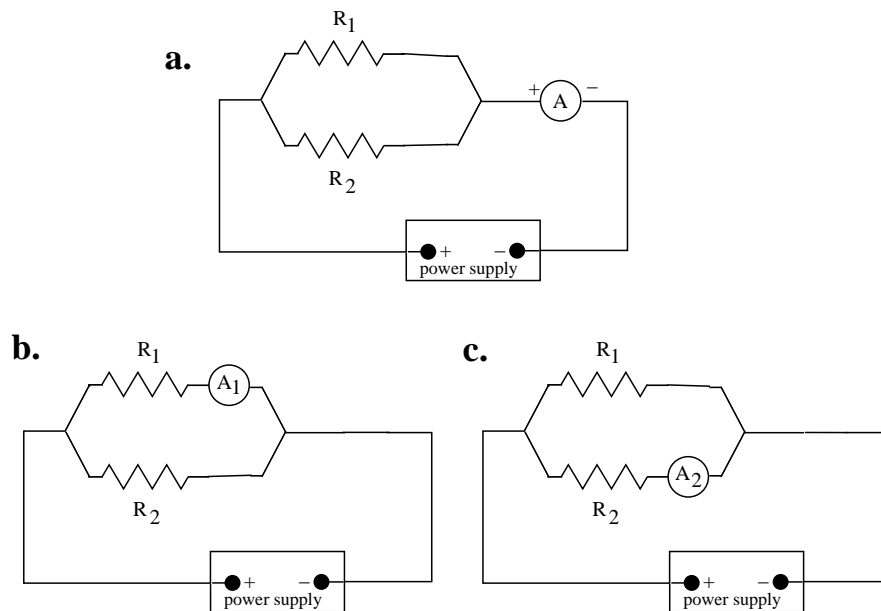 a.
R1
+ A −
R2
+ −
power supply
b.
R1
A1
R2
+ −
power supply
c.
R1
R2
A2
+ −
power supply